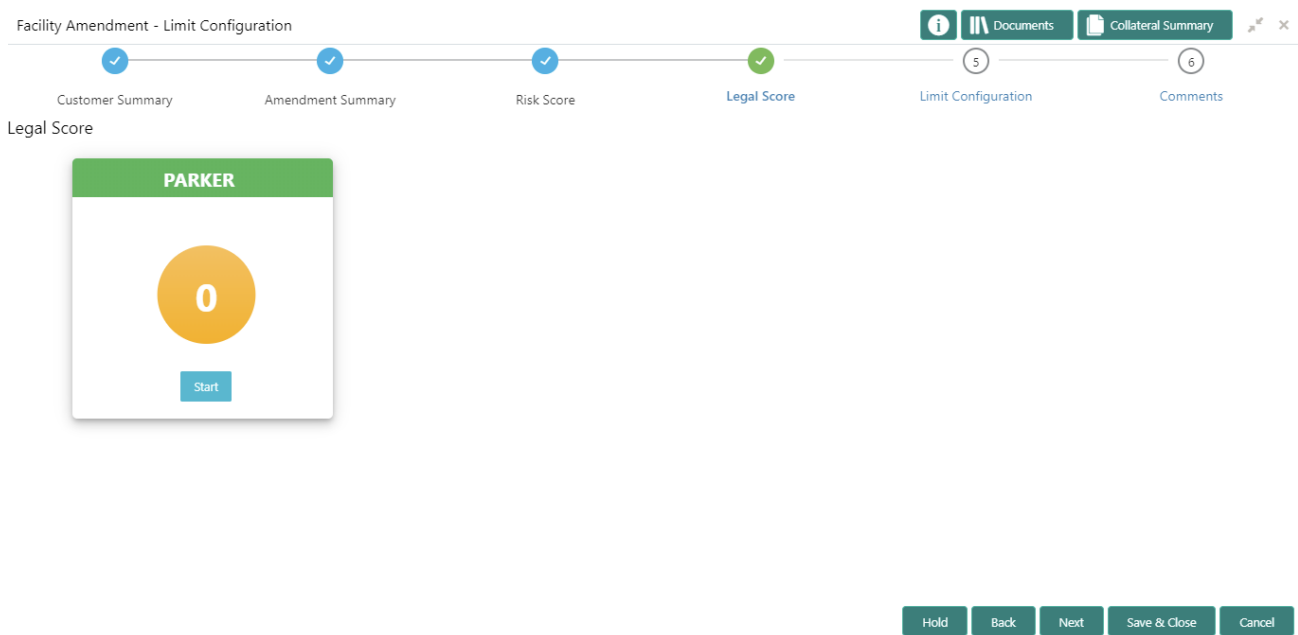 Facility Amendment - Limit Configuration
i Documents Collateral Summary
5 6
Customer Summary Amendment Summary Risk Score Legal Score Limit Configuration Comments
Legal Score
PARKER
0
Start
Hold Back Next Save & Close Cancel